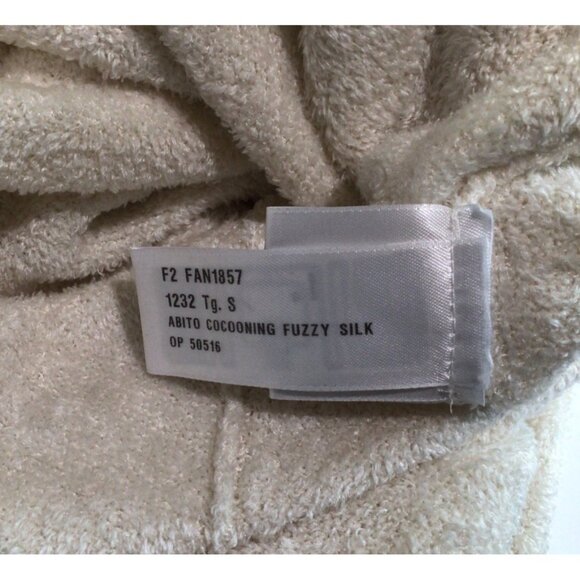 F2 FAN1857
1232 Tg. S
ABITO COCOONING FUZZY SILK
OP 50516